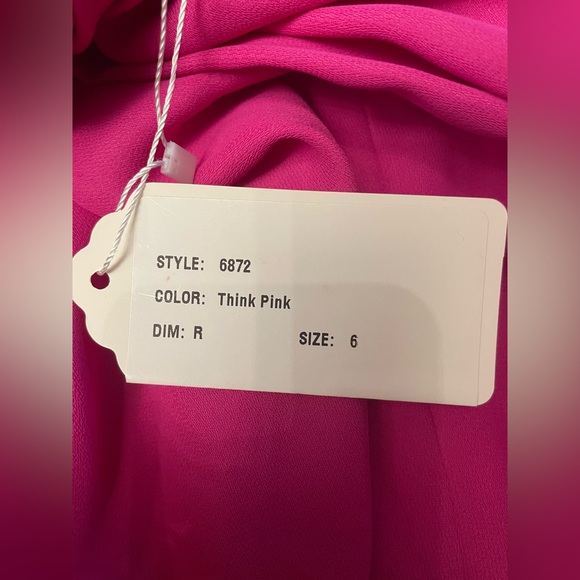 STYLE: 6872
COLOR: Think Pink
DIM: R SIZE: 6